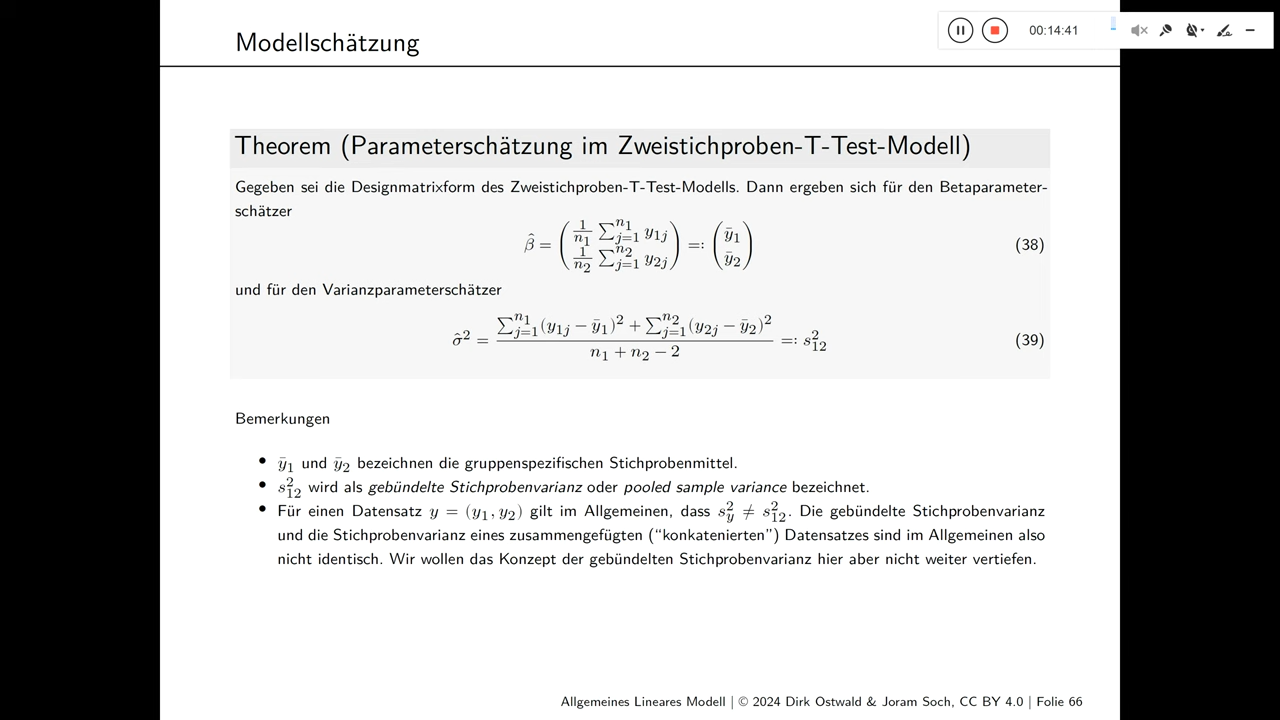 Modellschätzung
00:14:41
Theorem (Parameterschätzung im Zweistichproben-T-Test-Modell)
Gegeben sei die Designmatrixform des Zweistichproben-T-Test-Modells. Dann ergeben sich für den Betaparameter-
schätzer
β̂ = ( 1/n₁ ∑_{j=1}^{n₁} y₁ⱼ ; 1/n₂ ∑_{j=1}^{n₂} y₂ⱼ ) =: ( ȳ₁ ; ȳ₂ ) (38)
und für den Varianzparameterschätzer
σ̂² = ( ∑_{j=1}^{n₁} (y₁ⱼ − ȳ₁)² + ∑_{j=1}^{n₂} (y₂ⱼ − ȳ₂)² ) / ( n₁ + n₂ − 2 ) =: s²₁₂ (39)
Bemerkungen
• ȳ₁ und ȳ₂ bezeichnen die gruppenspezifischen Stichprobenmittel.
• s²₁₂ wird als gebündelte Stichprobenvarianz oder pooled sample variance bezeichnet.
• Für einen Datensatz y = (y₁, y₂) gilt im Allgemeinen, dass s²_y ≠ s²₁₂. Die gebündelte Stichprobenvarianz
und die Stichprobenvarianz eines zusammengefügten (“konkatenierten”) Datensatzes sind im Allgemeinen also
nicht identisch. Wir wollen das Konzept der gebündelten Stichprobenvarianz hier aber nicht weiter vertiefen.
Allgemeines Lineares Modell | © 2024 Dirk Ostwald & Joram Soch, CC BY 4.0 | Folie 66